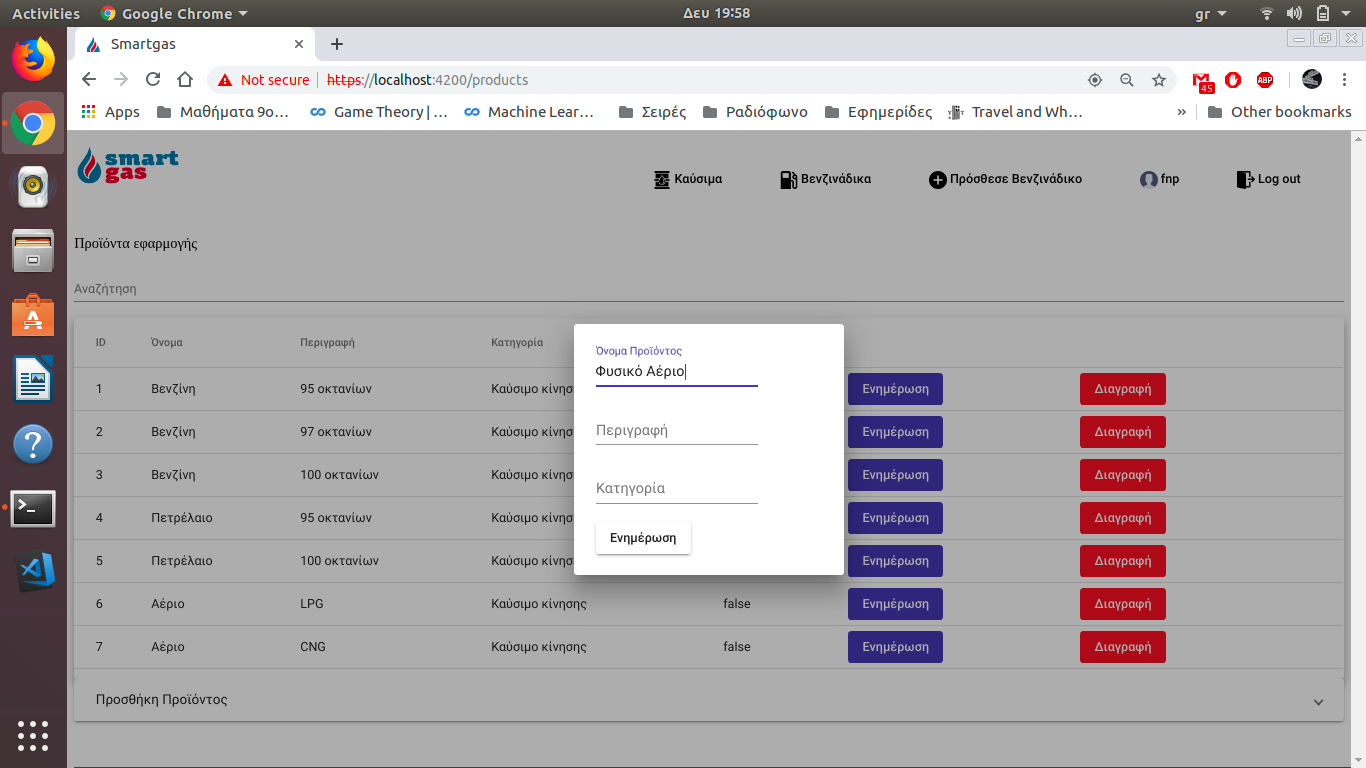 Activities Google Chrome Δευ 19:58 gr
Smartgas
Not secure https://localhost:4200/products 45 ABP
Apps Μαθήματα 9ο… Game Theory | … Machine Lear… Σειρές Ραδιόφωνο Εφημερίδες Travel and Wh… » Other bookmarks
smart
gas
Καύσιμα Βενζινάδικα Πρόσθεσε Βενζινάδικο fnp Log out
Προϊόντα εφαρμογής
Αναζήτηση
ID Όνομα Περιγραφή Κατηγορία
1 Βενζίνη 95 οκτανίων Καύσιμο κίνησ Ενημέρωση Διαγραφή
2 Βενζίνη 97 οκτανίων Καύσιμο κίνησ Ενημέρωση Διαγραφή
3 Βενζίνη 100 οκτανίων Καύσιμο κίνησ Ενημέρωση Διαγραφή
4 Πετρέλαιο 95 οκτανίων Καύσιμο κίνησ Ενημέρωση Διαγραφή
5 Πετρέλαιο 100 οκτανίων Καύσιμο κίνησ Ενημέρωση Διαγραφή
6 Αέριο LPG Καύσιμο κίνησης false Ενημέρωση Διαγραφή
7 Αέριο CNG Καύσιμο κίνησης false Ενημέρωση Διαγραφή
Προσθήκη Προϊόντος
Όνομα Προϊόντος
Φυσικό Αέριο
Περιγραφή
Κατηγορία
Ενημέρωση